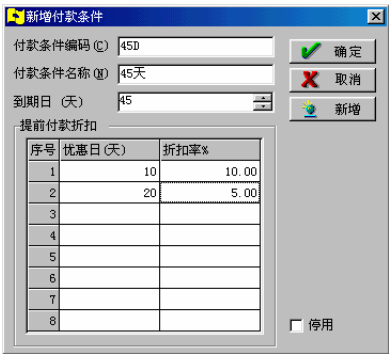 新增付款条件
付款条件编码(C) 45D
付款条件名称(N) 45天
到期日 (天) 45
提前付款折扣
序号 优惠日(天) 折扣率%
1 10 10.00
2 20 5.00
3
4
5
6
7
8
确定
取消
新增
停用